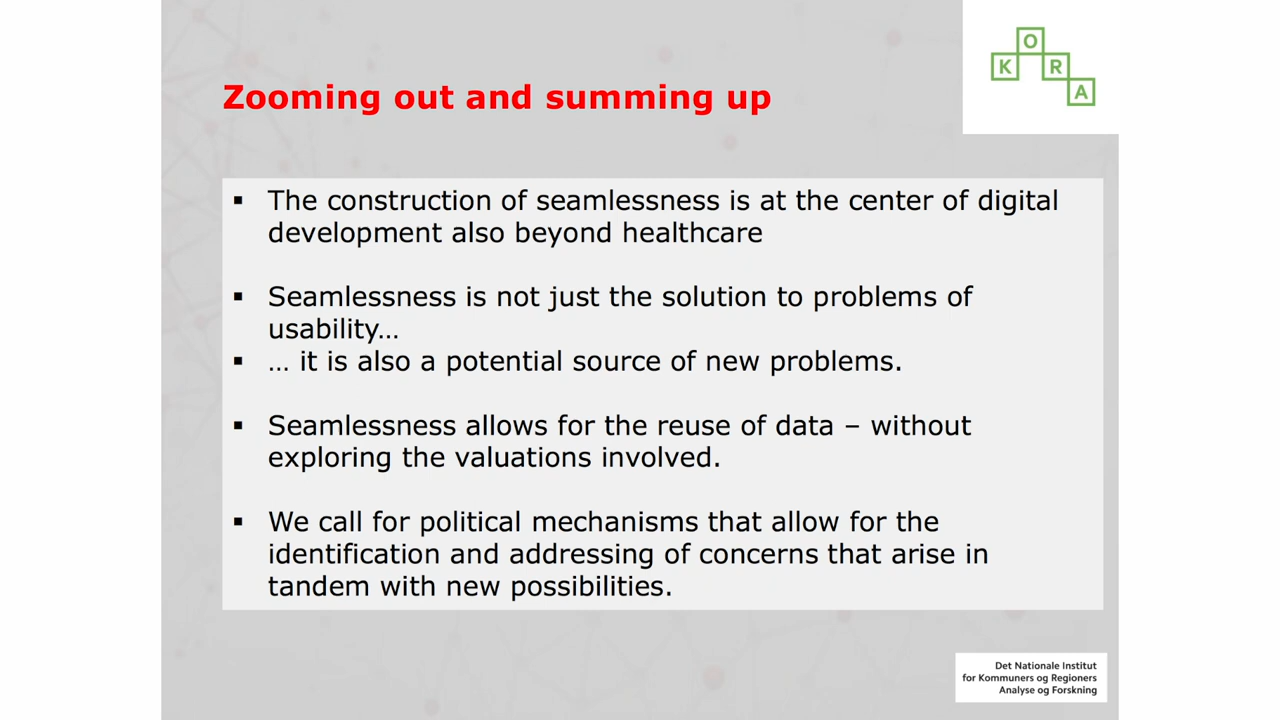 K O R A
Zooming out and summing up
▪ The construction of seamlessness is at the center of digital
development also beyond healthcare
▪ Seamlessness is not just the solution to problems of
usability…
▪ … it is also a potential source of new problems.
▪ Seamlessness allows for the reuse of data – without
exploring the valuations involved.
▪ We call for political mechanisms that allow for the
identification and addressing of concerns that arise in
tandem with new possibilities.
Det Nationale Institut
for Kommuners og Regioners
Analyse og Forskning